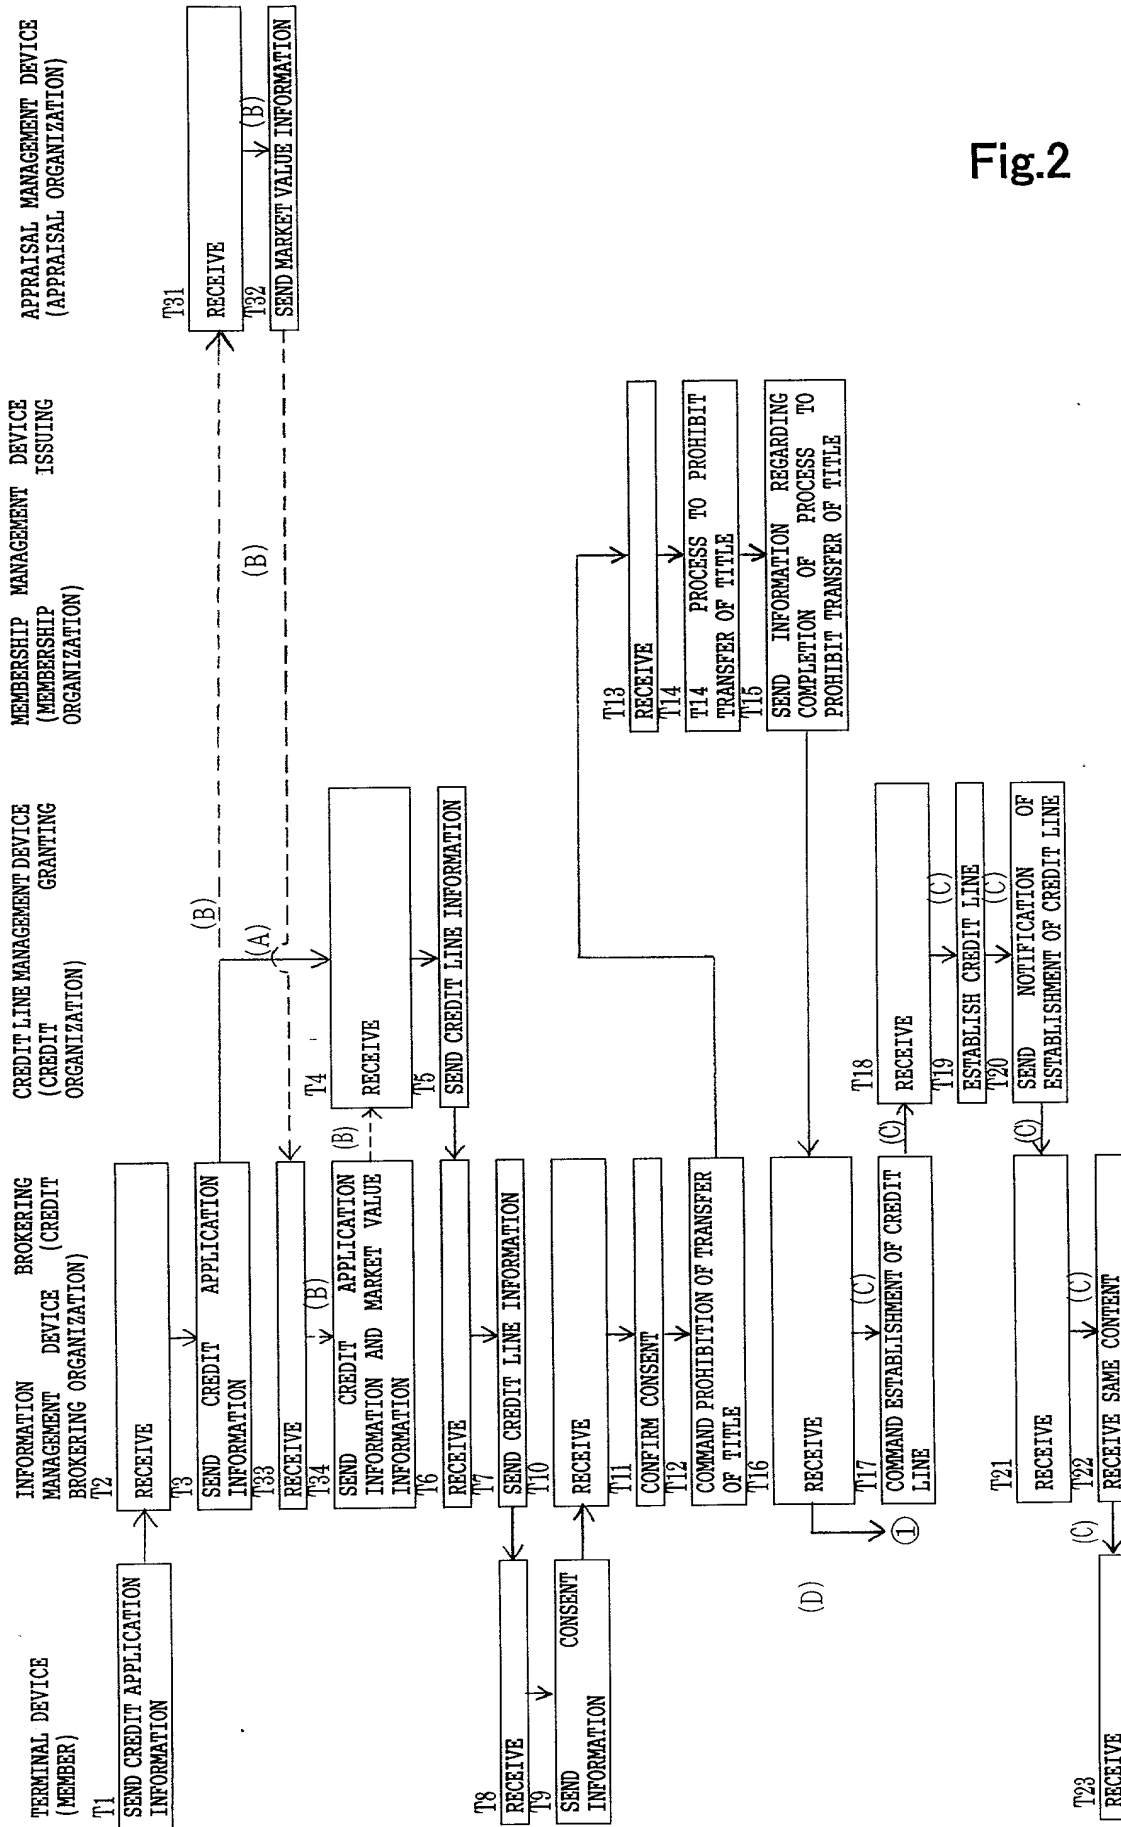 Fig.2
TERMINAL DEVICE
(MEMBER)
INFORMATION BROKERING
MANAGEMENT DEVICE (CREDIT
BROKERING ORGANIZATION)
CREDIT LINE MANAGEMENT DEVICE
(CREDIT GRANTING
ORGANIZATION)
MEMBERSHIP MANAGEMENT DEVICE
(MEMBERSHIP ISSUING
ORGANIZATION)
APPRAISAL MANAGEMENT DEVICE
(APPRAISAL ORGANIZATION)
T1
SEND CREDIT APPLICATION
INFORMATION
T2
RECEIVE
T3
SEND CREDIT APPLICATION
INFORMATION
(B)
(A)
T31
RECEIVE
(B)
T32
SEND MARKET VALUE INFORMATION
(B)
T33
RECEIVE
(B)
T34
SEND CREDIT APPLICATION
INFORMATION AND MARKET VALUE
INFORMATION
(B)
T4
RECEIVE
T5
SEND CREDIT LINE INFORMATION
T6
RECEIVE
T7
SEND CREDIT LINE INFORMATION
T8
RECEIVE
T9
SEND CONSENT
INFORMATION
T10
RECEIVE
T11
CONFIRM CONSENT
T12
COMMAND PROHIBITION OF TRANSFER
OF TITLE
T13
RECEIVE
T14
T14 PROCESS TO PROHIBIT
TRANSFER OF TITLE
T15
SEND INFORMATION REGARDING
COMPLETION OF PROCESS TO
PROHIBIT TRANSFER OF TITLE
T16
RECEIVE
(D)
①
(C)
T17
COMMAND ESTABLISHMENT OF CREDIT
LINE
(C)
T18
RECEIVE
(C)
T19
ESTABLISH CREDIT LINE
(C)
T20
SEND NOTIFICATION OF
ESTABLISHMENT OF CREDIT LINE
(C)
T21
RECEIVE
(C)
T22
RECEIVE SAME CONTENT
(C)
T23
RECEIVE